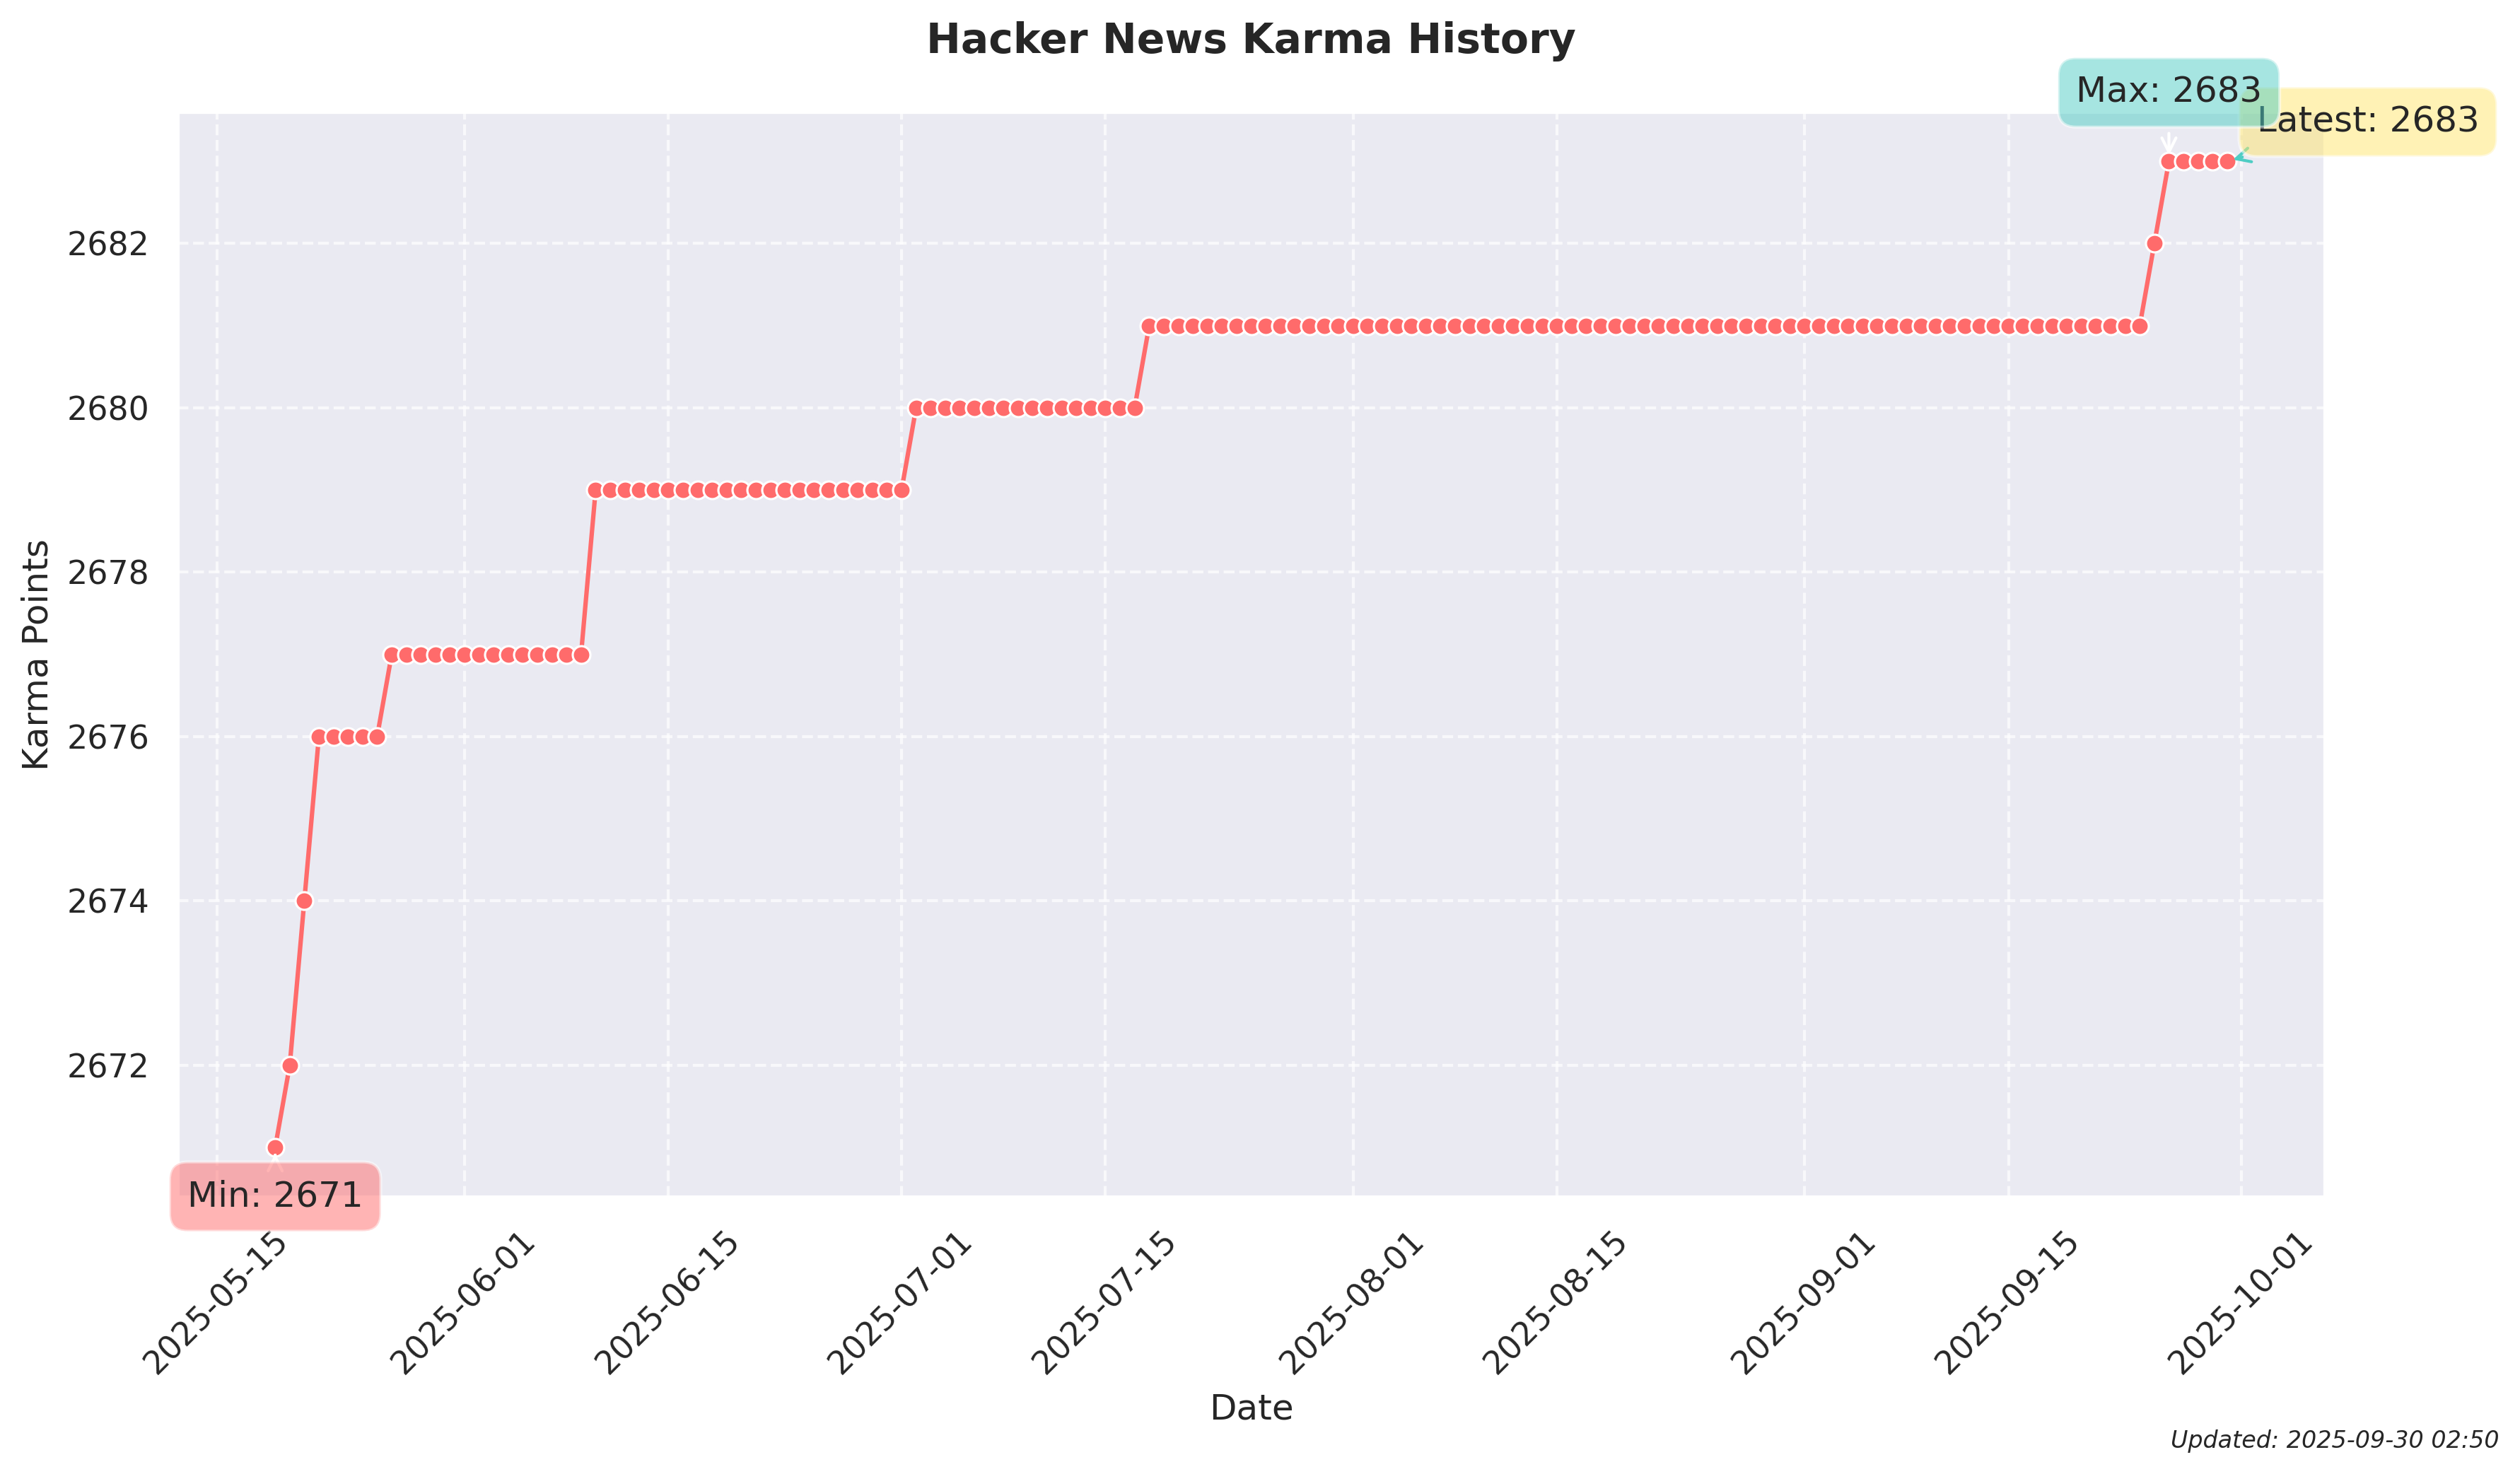 Hacker News Karma History
Max: 2683
Latest: 2683
2682
2680
2678
2676
2674
2672
Karma Points
Min: 2671
2025-05-15
2025-06-01
2025-06-15
2025-07-01
2025-07-15
2025-08-01
2025-08-15
2025-09-01
2025-09-15
2025-10-01
Date
Updated: 2025-09-30 02:50